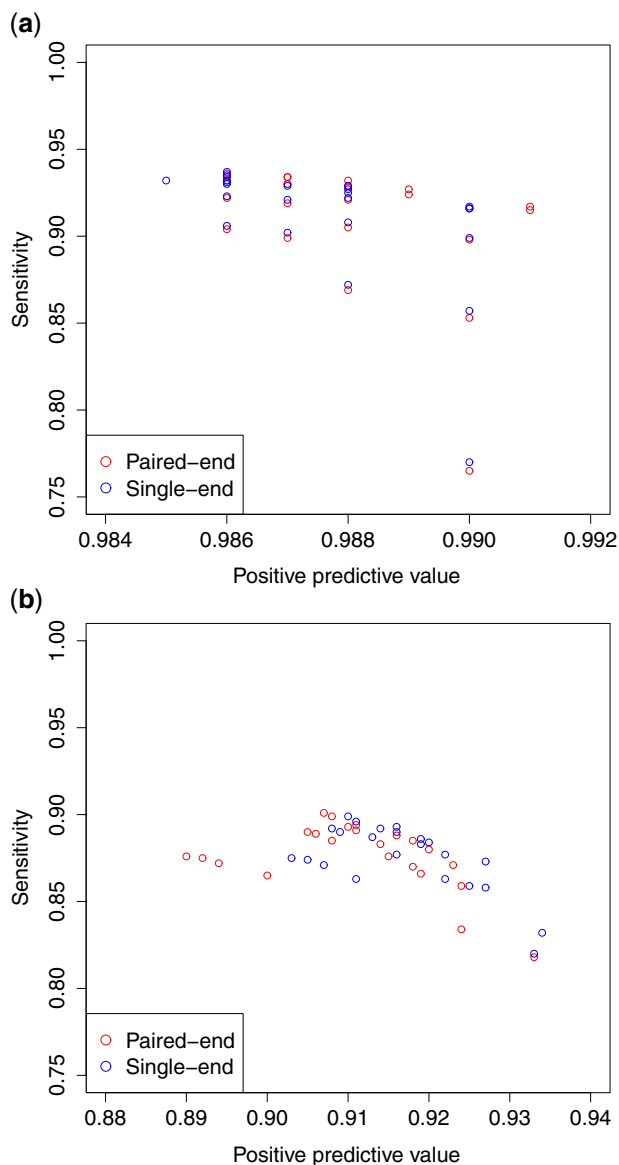 (a)
1.00
0.95
0.90
0.85
0.80
0.75
Sensitivity
Paired−end
Single−end
0.984 0.986 0.988 0.990 0.992
Positive predictive value
(b)
1.00
0.95
0.90
0.85
0.80
0.75
Sensitivity
Paired−end
Single−end
0.88 0.89 0.90 0.91 0.92 0.93 0.94
Positive predictive value